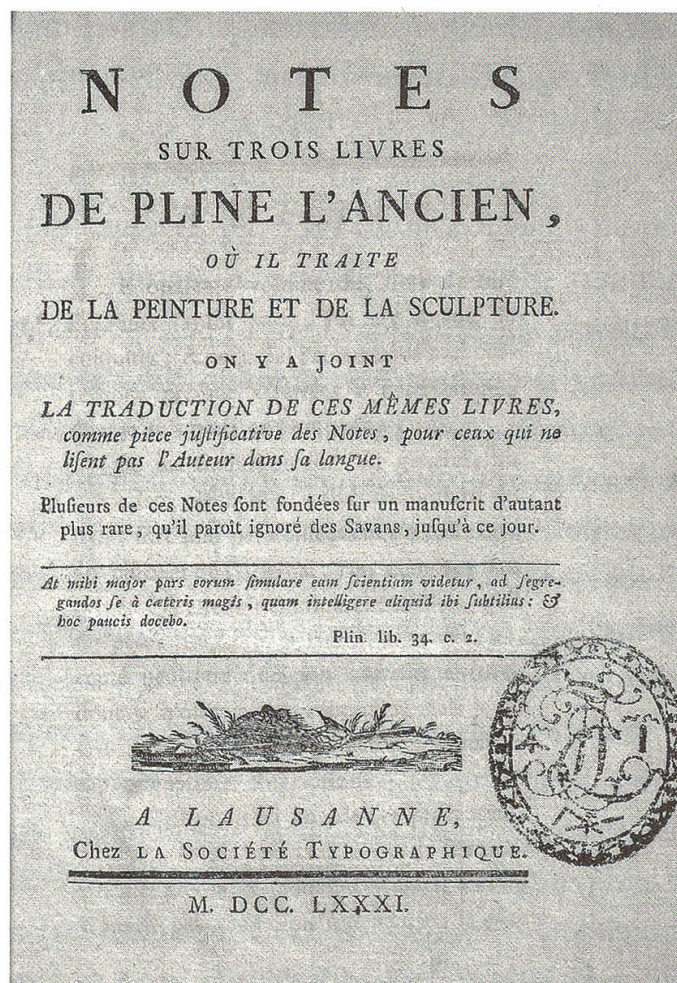 NOTES
SUR TROIS LIVRES
DE PLINE L'ANCIEN,
OÙ IL TRAITE
DE LA PEINTURE ET DE LA SCULPTURE.
ON Y A JOINT
LA TRADUCTION DE CES MÊMES LIVRES,
comme piece juſtificative des Notes, pour ceux qui ne
liſent pas l'Auteur dans ſa langue.
Pluſieurs de ces Notes ſont fondées ſur un manuſcrit d'autant
plus rare, qu'il paroît ignoré des Savans, juſqu'à ce jour.
At mihi major pars eorum ſimulare eam ſcientiam videtur, ad ſegre-
gandos ſe à cæteris magis, quam intelligere aliquid ibi ſubtilius: &
hoc paucis docebo.
Plin. lib. 34. c. 2.
A LAUSANNE,
Chez LA SOCIÉTÉ TYPOGRAPHIQUE.
M. DCC. LXXXI.